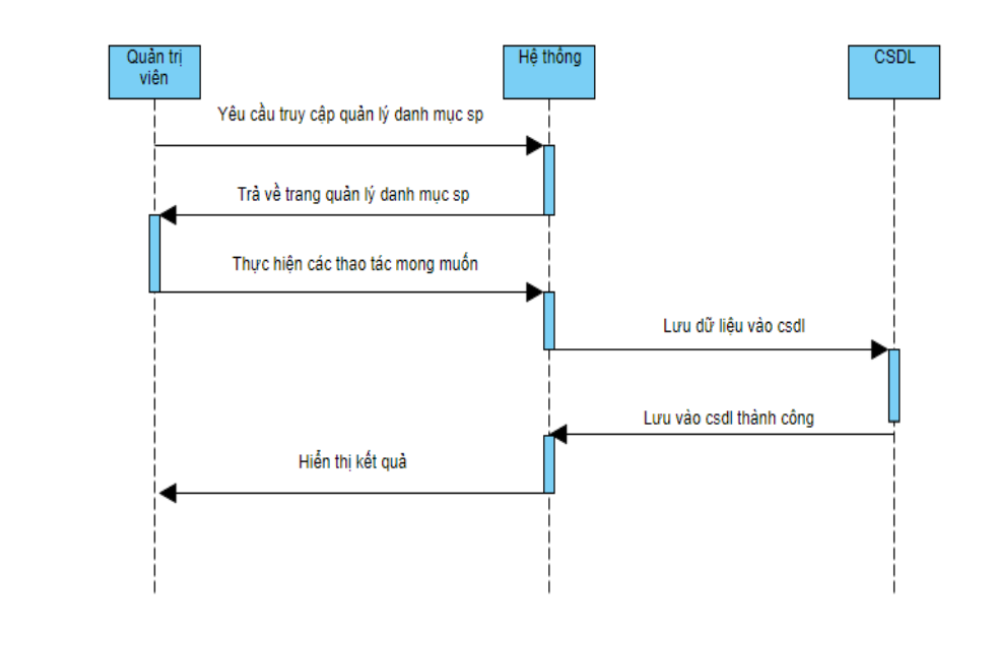 Quản trị
viên
Hệ thống
CSDL
Yêu cầu truy cập quản lý danh mục sp
Trả về trang quản lý danh mục sp
Thực hiện các thao tác mong muốn
Lưu dữ liệu vào csdl
Lưu vào csdl thành công
Hiển thị kết quả